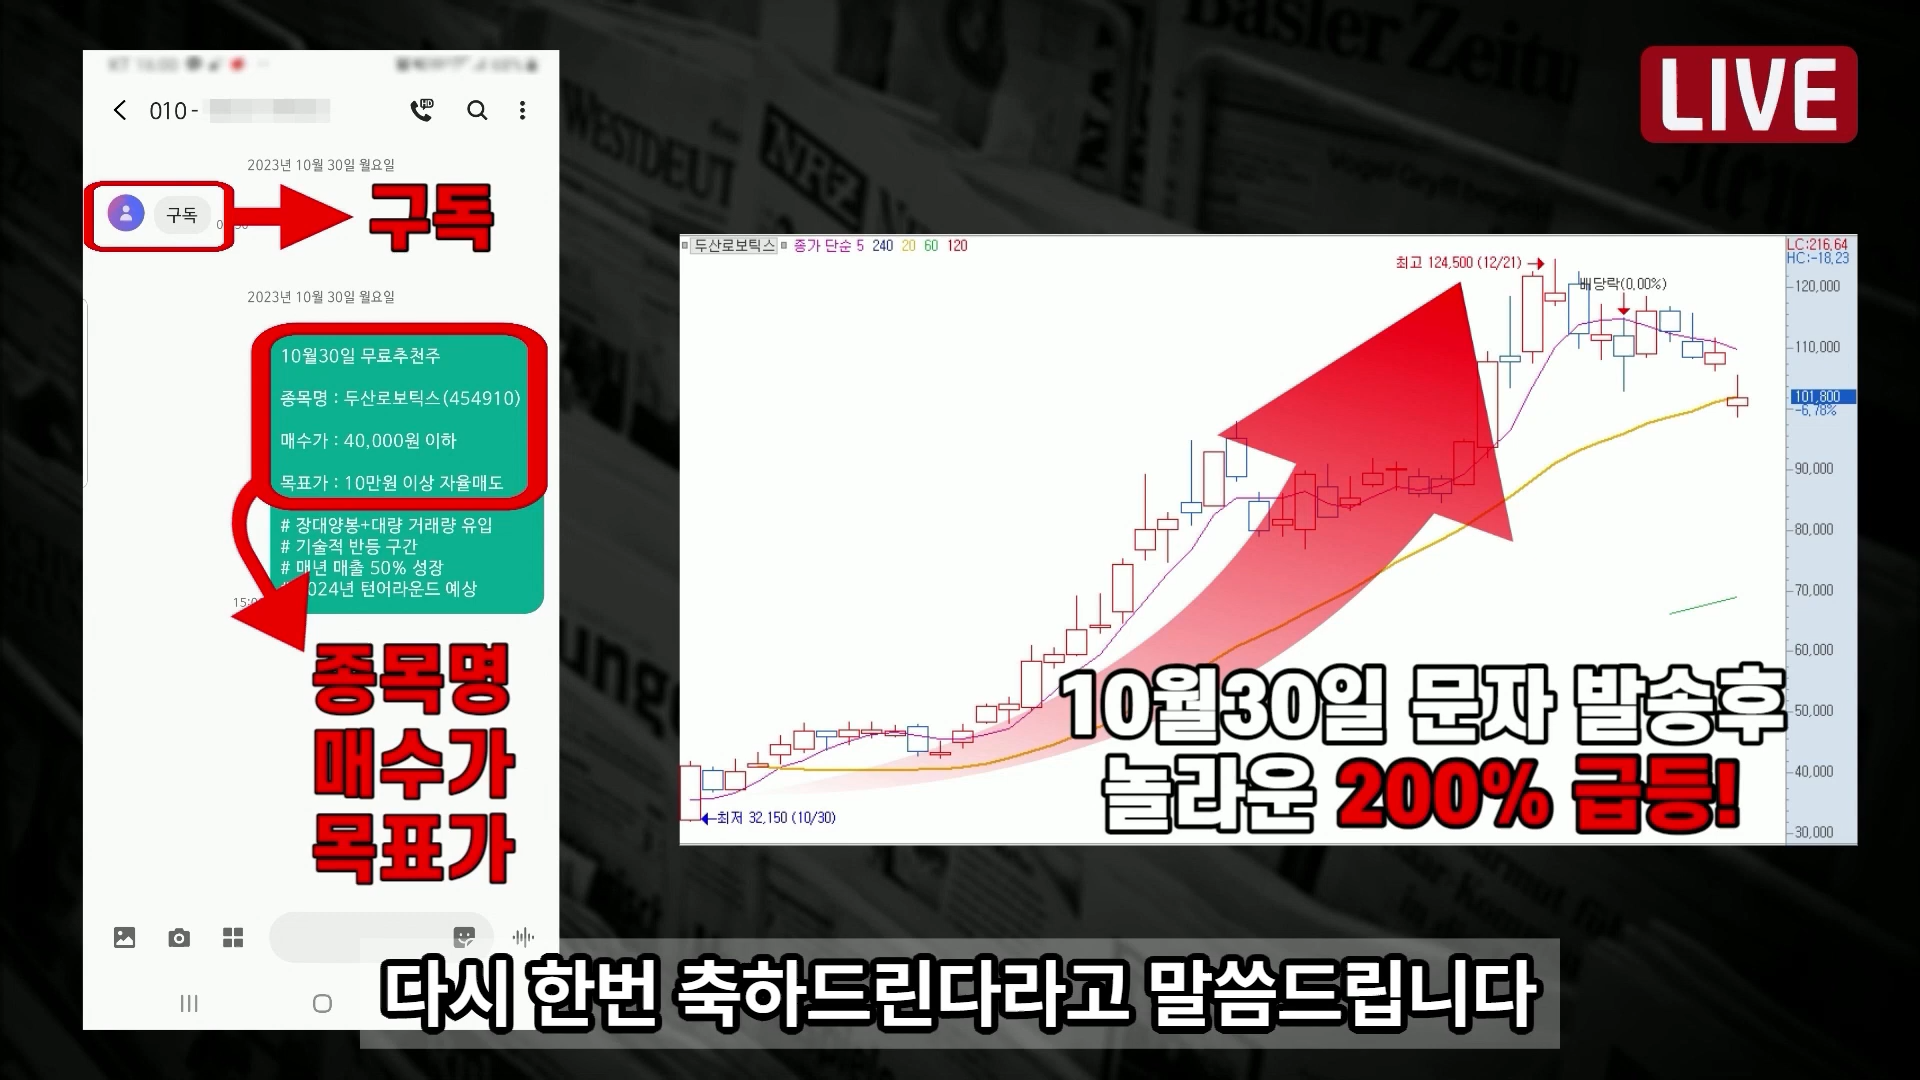 LIVE
Basler Zeitu
WESTDEUT
NRZ
010 -
2023년 10월 30일 월요일
구독
구독
2023년 10월 30일 월요일
10월30일 무료추천주
종목명 : 두산로보틱스(454910)
매수가 : 40,000원 이하
목표가 : 10만원 이상 자율매도
# 장대양봉+대량 거래량 유입
# 기술적 반등 구간
# 매년 매출 50% 성장
024년 턴어라운드 예상
종목명
매수가
목표가
두산로보틱스 종가 단순 5 240 20 60 120
LC:216,64
HC:-18,23
최고 124,500 (12/21)
배당락(0,00%)
120,000
110,000
101,800
-6,78%
90,000
80,000
70,000
60,000
50,000
40,000
30,000
최저 32,150 (10/30)
10월30일 문자 발송후
놀라운 200% 급등!
다시 한번 축하드린다라고 말씀드립니다